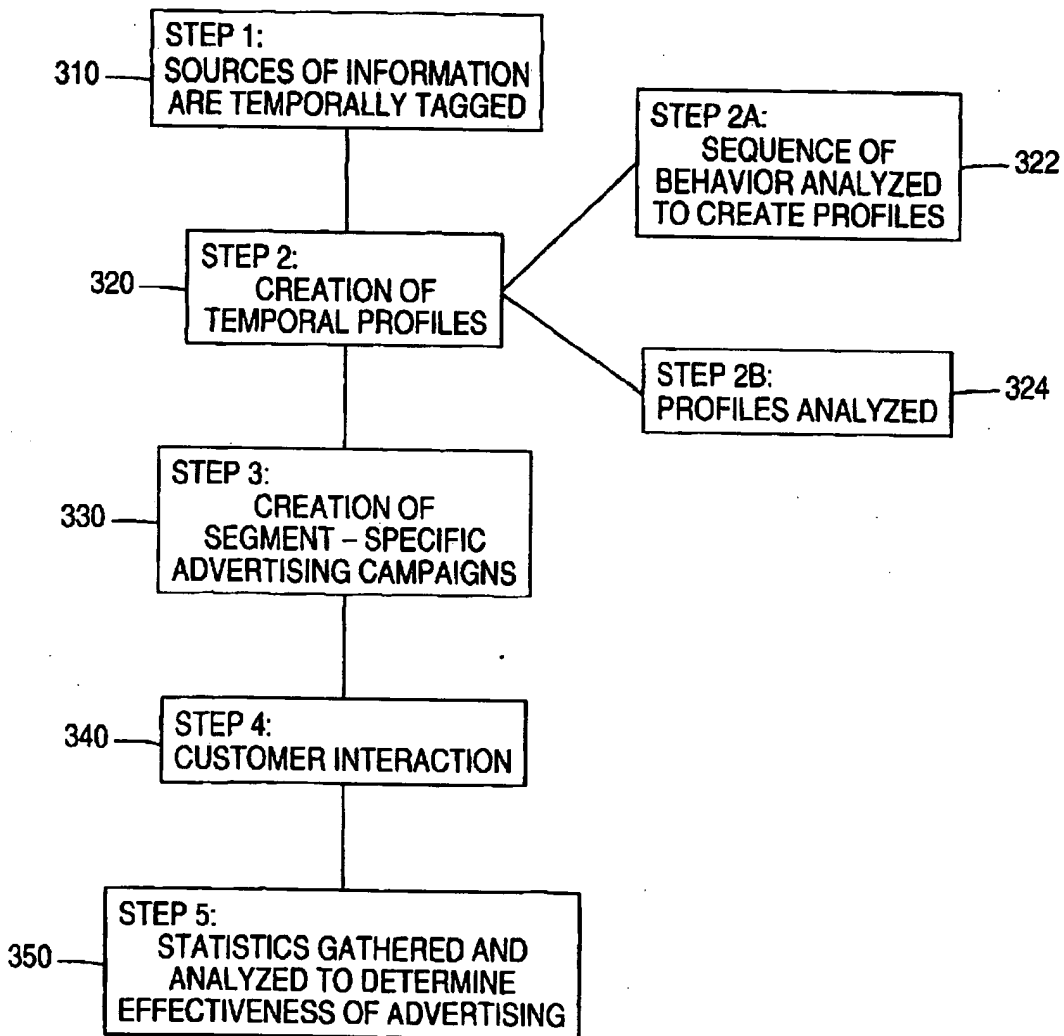 STEP 1:
310
SOURCES OF INFORMATION
ARE TEMPORALLY TAGGED
STEP 2A:
SEQUENCE OF
BEHAVIOR ANALYZED
TO CREATE PROFILES
322
STEP 2:
320
CREATION OF
TEMPORAL PROFILES
STEP 2B:
PROFILES ANALYZED
324
STEP 3:
330
CREATION OF
SEGMENT – SPECIFIC
ADVERTISING CAMPAIGNS
STEP 4:
340
CUSTOMER INTERACTION
STEP 5:
350
STATISTICS GATHERED AND
ANALYZED TO DETERMINE
EFFECTIVENESS OF ADVERTISING